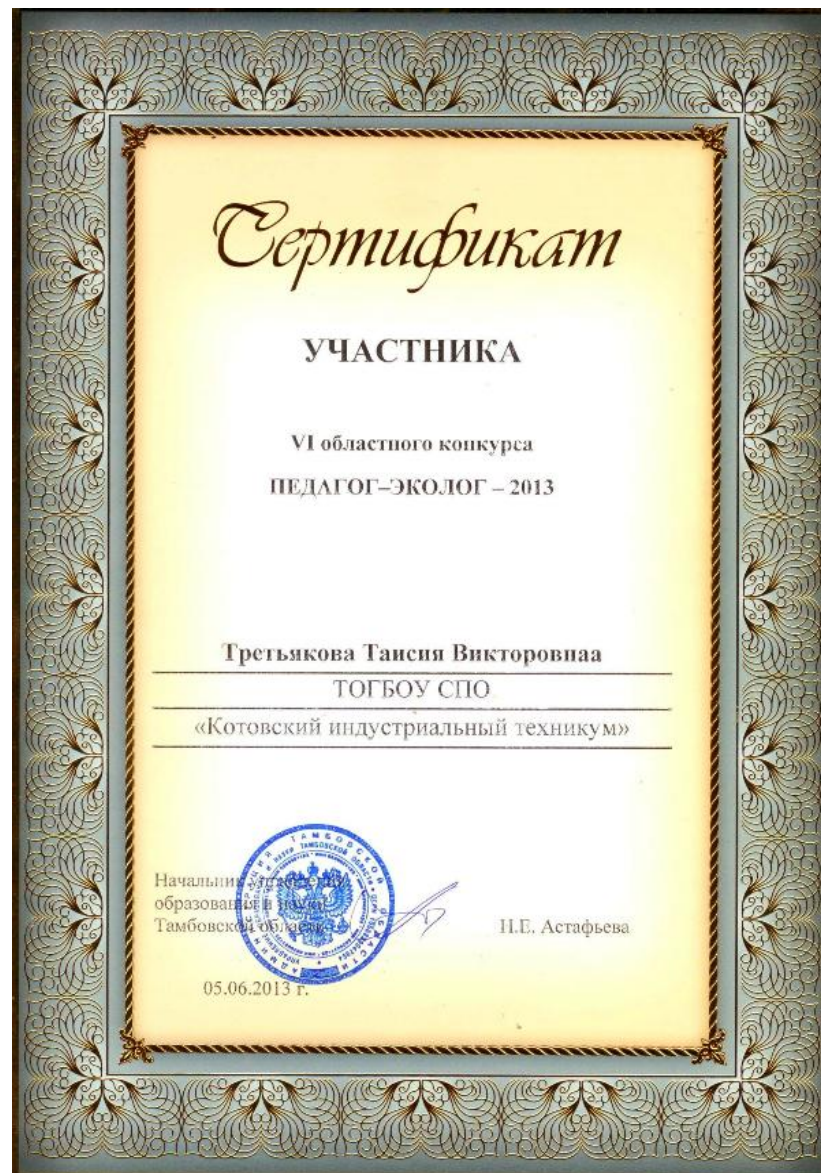 Сертификат
УЧАСТНИКА
VI областного конкурса
ПЕДАГОГ–ЭКОЛОГ – 2013
Третьякова Таисия Викторовнаа
ТОГБОУ СПО
«Котовский индустриальный техникум»
Начальник управления
образования и науки
Тамбовской области
Н.Е. Астафьева
05.06.2013 г.